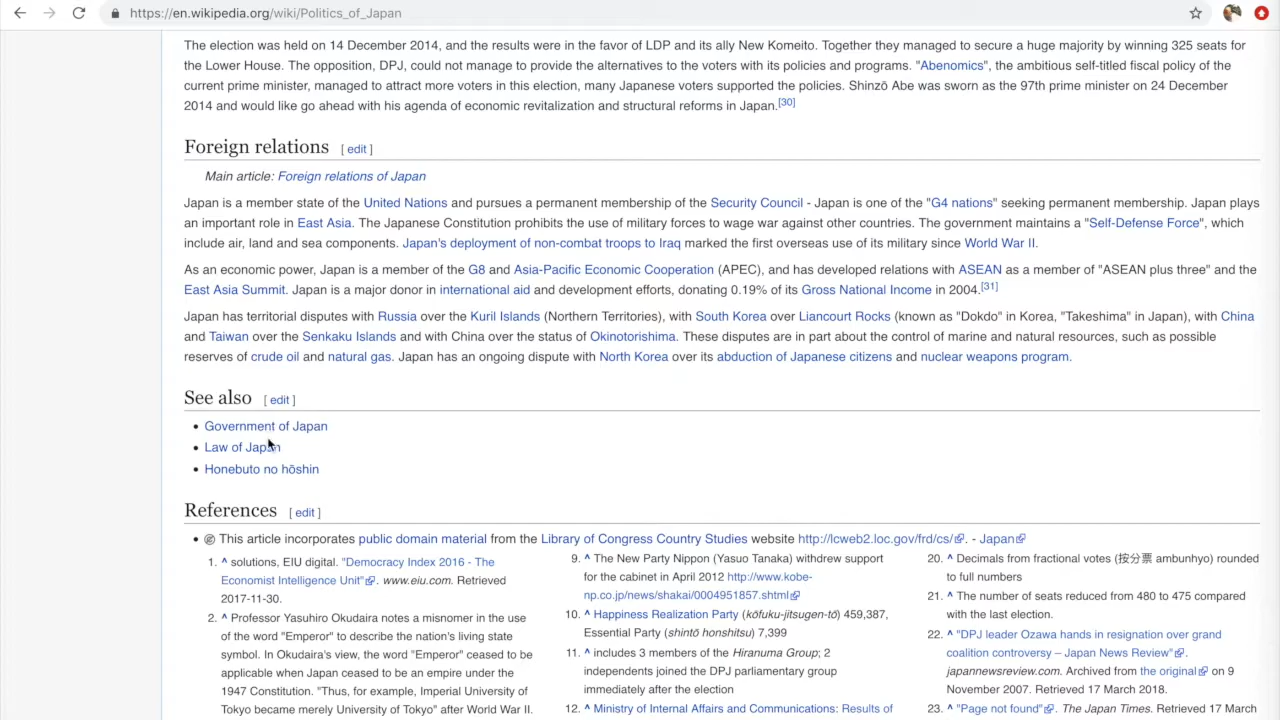 https://en.wikipedia.org/wiki/Politics_of_Japan
The election was held on 14 December 2014, and the results were in the favor of LDP and its ally New Komeito. Together they managed to secure a huge majority by winning 325 seats for
the Lower House. The opposition, DPJ, could not manage to provide the alternatives to the voters with its policies and programs. "Abenomics", the ambitious self-titled fiscal policy of the
current prime minister, managed to attract more voters in this election, many Japanese voters supported the policies. Shinzō Abe was sworn as the 97th prime minister on 24 December
2014 and would like go ahead with his agenda of economic revitalization and structural reforms in Japan.[30]
Foreign relations [ edit ]
Main article: Foreign relations of Japan
Japan is a member state of the United Nations and pursues a permanent membership of the Security Council - Japan is one of the "G4 nations" seeking permanent membership. Japan plays
an important role in East Asia. The Japanese Constitution prohibits the use of military forces to wage war against other countries. The government maintains a "Self-Defense Force", which
include air, land and sea components. Japan's deployment of non-combat troops to Iraq marked the first overseas use of its military since World War II.
As an economic power, Japan is a member of the G8 and Asia-Pacific Economic Cooperation (APEC), and has developed relations with ASEAN as a member of "ASEAN plus three" and the
East Asia Summit. Japan is a major donor in international aid and development efforts, donating 0.19% of its Gross National Income in 2004.[31]
Japan has territorial disputes with Russia over the Kuril Islands (Northern Territories), with South Korea over Liancourt Rocks (known as "Dokdo" in Korea, "Takeshima" in Japan), with China
and Taiwan over the Senkaku Islands and with China over the status of Okinotorishima. These disputes are in part about the control of marine and natural resources, such as possible
reserves of crude oil and natural gas. Japan has an ongoing dispute with North Korea over its abduction of Japanese citizens and nuclear weapons program.
See also [ edit ]
• Government of Japan
• Law of Japan
• Honebuto no hōshin
References [ edit ]
• This article incorporates public domain material from the Library of Congress Country Studies website http://lcweb2.loc.gov/frd/cs/. - Japan
1. ^ solutions, EIU digital. "Democracy Index 2016 - The
Economist Intelligence Unit". www.eiu.com. Retrieved
2017-11-30.
2. ^ Professor Yasuhiro Okudaira notes a misnomer in the
use of the word "Emperor" to describe the nation's living state
symbol. In Okudaira's view, the word "Emperor" ceased to be
applicable when Japan ceased to be an empire under the
1947 Constitution. "Thus, for example, Imperial University of
Tokyo became merely University of Tokyo" after World War II.
9. ^ The New Party Nippon (Yasuo Tanaka) withdrew support
for the cabinet in April 2012 http://www.kobe-
np.co.jp/news/shakai/0004951857.shtml
10. ^ Happiness Realization Party (kōfuku-jitsugen-tō) 459,387,
Essential Party (shintō honshitsu) 7,399
11. ^ includes 3 members of the Hiranuma Group; 2
independents joined the DPJ parliamentary group
immediately after the election
12. ^ Ministry of Internal Affairs and Communications: Results of
20. ^ Decimals from fractional votes (按分票 ambunhyo) rounded
to full numbers
21. ^ The number of seats reduced from 480 to 475 compared
with the last election.
22. ^ "DPJ leader Ozawa hands in resignation over grand
coalition controversy – Japan News Review".
japannewsreview.com. Archived from the original on 9
November 2007. Retrieved 17 March 2018.
23. ^ "Page not found". The Japan Times. Retrieved 17 March